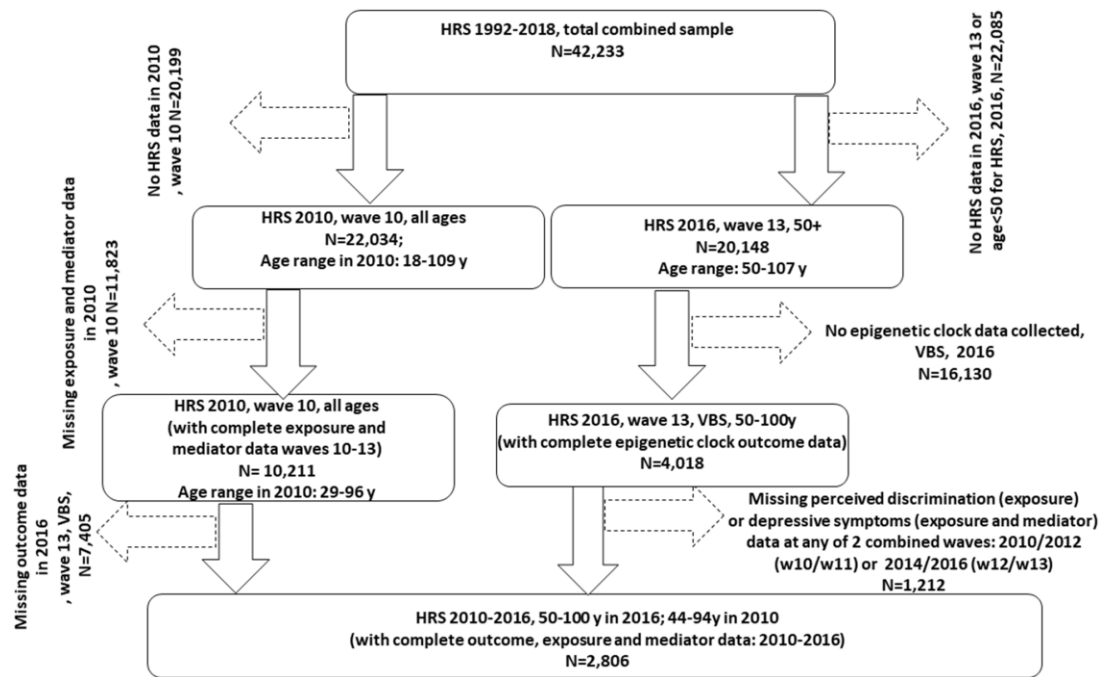 HRS 1992-2018, total combined sample
N=42,233
No HRS data in 2010
, wave 10 N=20,199
No HRS data in 2016, wave 13 or
age<50 for HRS, 2016, N=22,085
HRS 2010, wave 10, all ages
N=22,034;
Age range in 2010: 18-109 y
HRS 2016, wave 13, 50+
N=20,148
Age range: 50-107 y
Missing exposure and mediator data
in 2010
, wave 10 N=11,823
No epigenetic clock data collected,
VBS, 2016
N=16,130
HRS 2010, wave 10, all ages
(with complete exposure and
mediator data waves 10-13)
N= 10,211
Age range in 2010: 29-96 y
HRS 2016, wave 13, VBS, 50-100y
(with complete epigenetic clock outcome data)
N=4,018
Missing outcome data
in 2016
, wave 13, VBS,
N=7,405
Missing perceived discrimination (exposure)
or depressive symptoms (exposure and mediator)
data at any of 2 combined waves: 2010/2012
(w10/w11) or 2014/2016 (w12/w13)
N=1,212
HRS 2010-2016, 50-100 y in 2016; 44-94y in 2010
(with complete outcome, exposure and mediator data: 2010-2016)
N=2,806